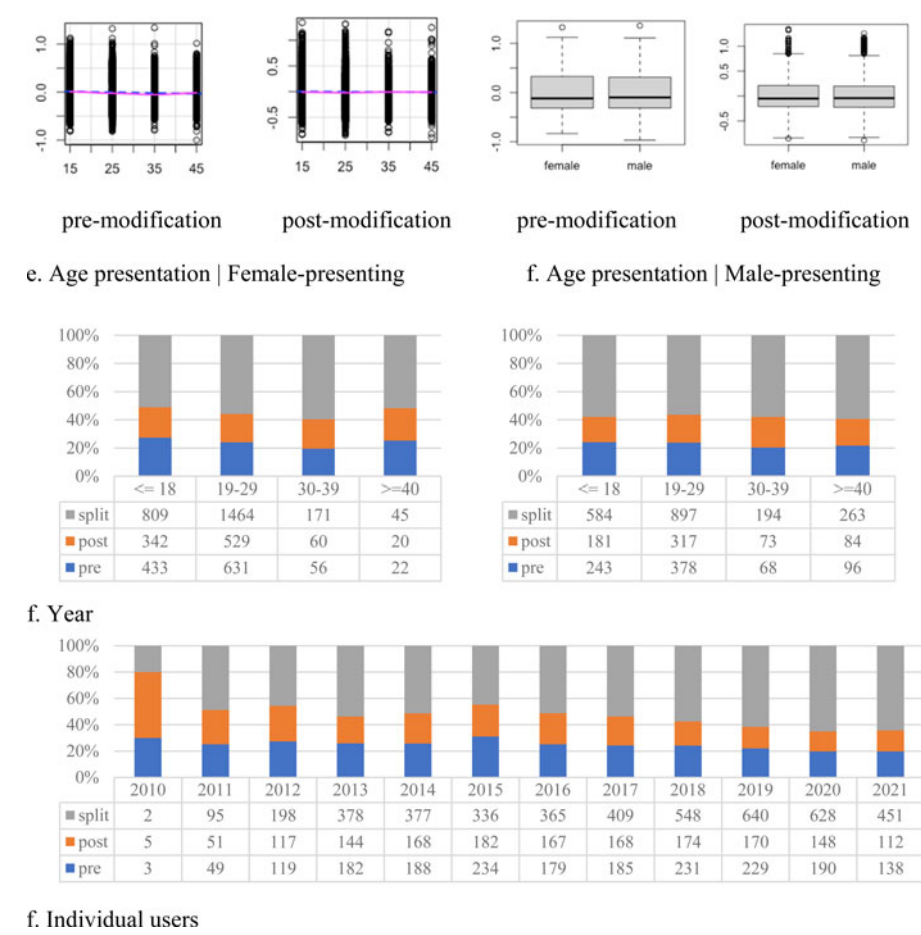 1.0
0.0
-1.0
15 25 35 45
0.5
-0.5
15 25 35 45
1.0
0.0
-1.0
female male
1.0
0.5
-0.5
female male
pre-modification post-modification pre-modification post-modification
e. Age presentation | Female-presenting f. Age presentation | Male-presenting
100%
80%
60%
40%
20%
0%
<= 18 19-29 30-39 >=40
split 809 1464 171 45
post 342 529 60 20
pre 433 631 56 22
100%
80%
60%
40%
20%
0%
<= 18 19-29 30-39 >=40
split 584 897 194 263
post 181 317 73 84
pre 243 378 68 96
f. Year
100%
80%
60%
40%
20%
0%
2010 2011 2012 2013 2014 2015 2016 2017 2018 2019 2020 2021
split 2 95 198 378 377 336 365 409 548 640 628 451
post 5 51 117 144 168 182 167 168 174 170 148 112
pre 3 49 119 182 188 234 179 185 231 229 190 138
f. Individual users